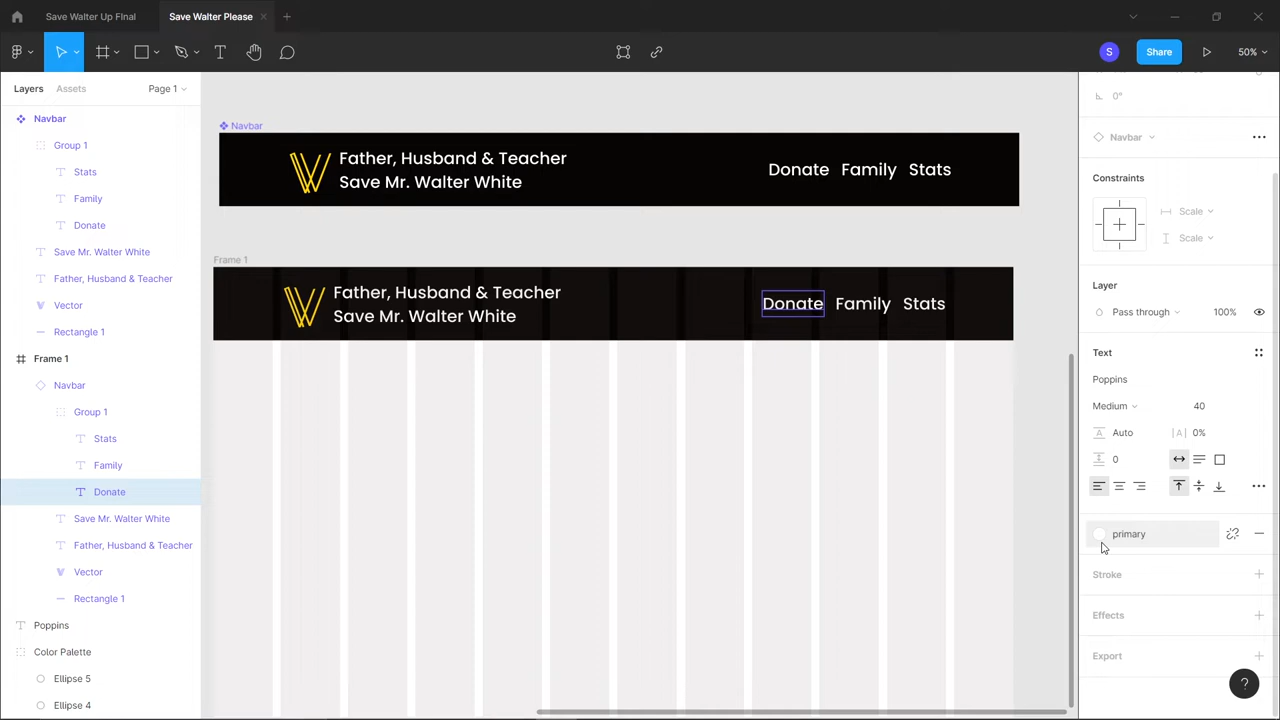 Save Walter Up FInal
Save Walter Please
S
Share
50%
Layers
Assets
Page 1
Navbar
Group 1
Stats
Family
Donate
Save Mr. Walter White
Father, Husband & Teacher
Vector
Rectangle 1
Frame 1
Navbar
Group 1
Stats
Family
Donate
Save Mr. Walter White
Father, Husband & Teacher
Vector
Rectangle 1
Poppins
Color Palette
Ellipse 5
Ellipse 4
Navbar
Father, Husband & Teacher
Save Mr. Walter White
Donate Family Stats
Frame 1
Father, Husband & Teacher
Save Mr. Walter White
Donate Family Stats
0°
Navbar
Constraints
Scale
Scale
Layer
Pass through 100%
Text
Poppins
Medium 40
Auto 0%
0
primary
Stroke
Effects
Export
?